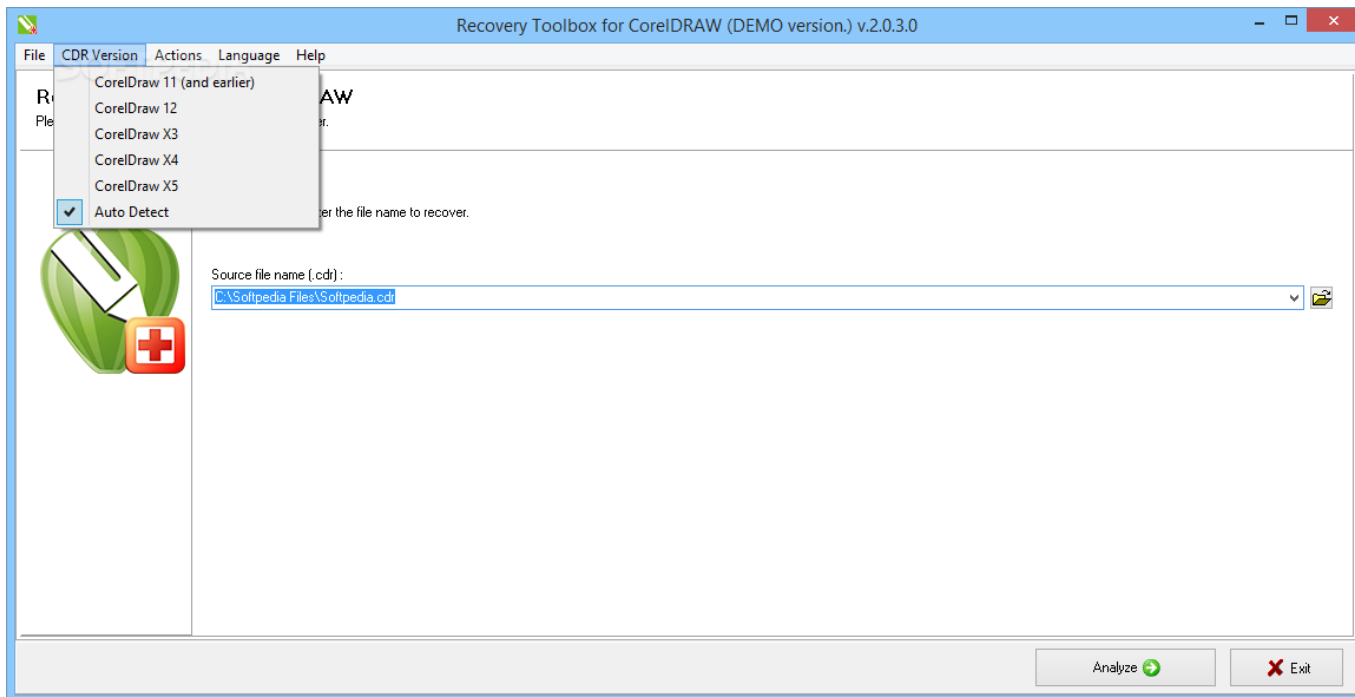 Recovery Toolbox for CorelDRAW (DEMO version.) v.2.0.3.0
File CDR Version Actions Language Help
CorelDraw 11 (and earlier)
CorelDraw 12
CorelDraw X3
CorelDraw X4
CorelDraw X5
Auto Detect
AW
Ple
er the file name to recover.
Source file name (.cdr) :
C:\Softpedia Files\Softpedia.cdr
Analyze
Exit